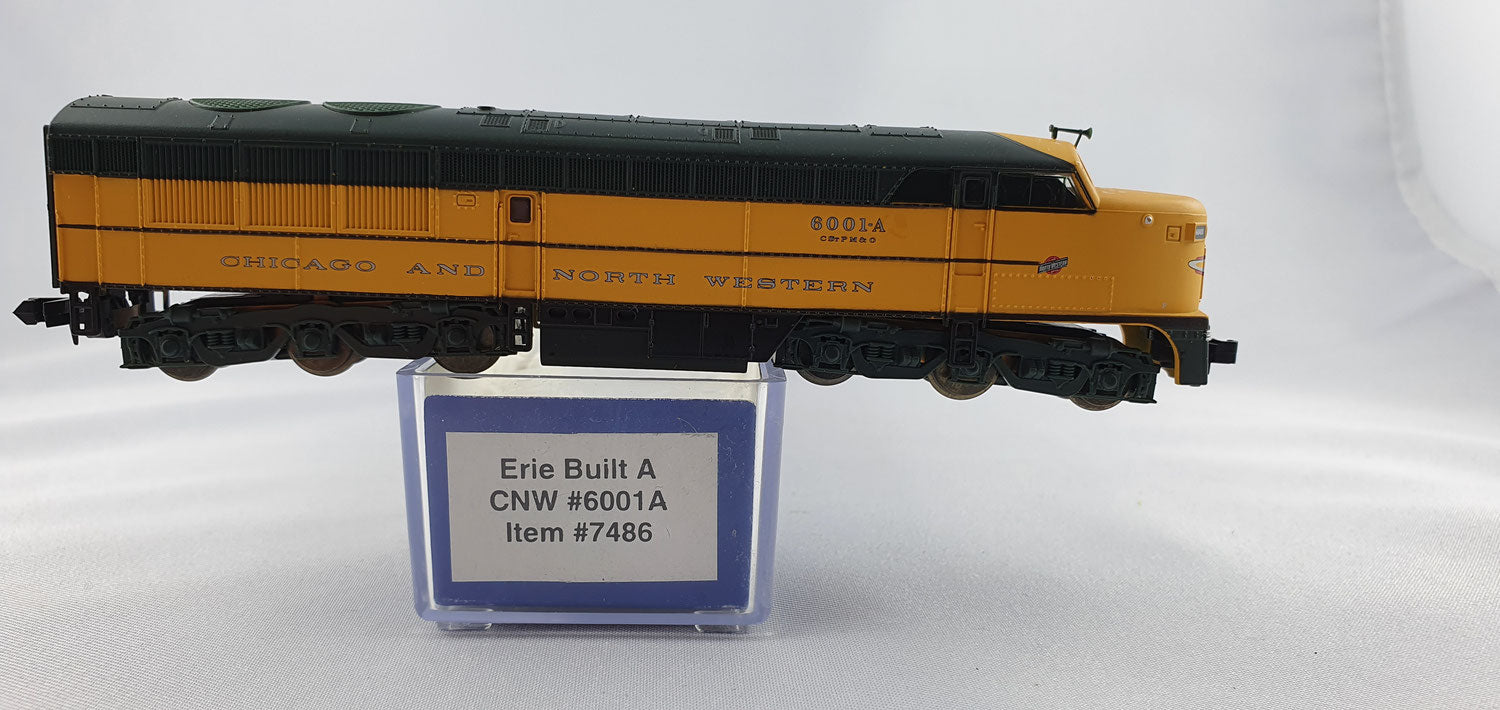 6001-A
CStPM&O
CHICAGO AND NORTH WESTERN
Erie Built A
CNW #6001A
Item #7486